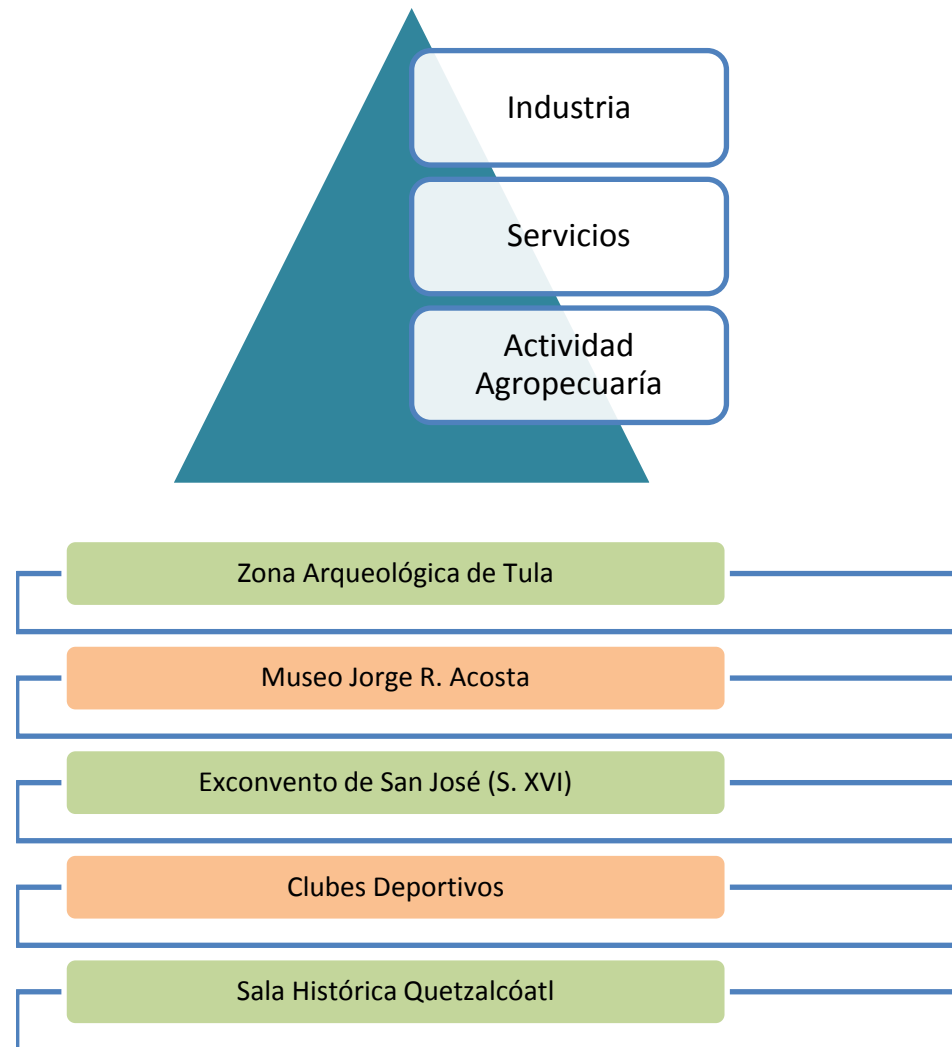 Industria
Servicios
Actividad
Agropecuaría
Zona Arqueológica de Tula
Museo Jorge R. Acosta
Exconvento de San José (S. XVI)
Clubes Deportivos
Sala Histórica Quetzalcóatl